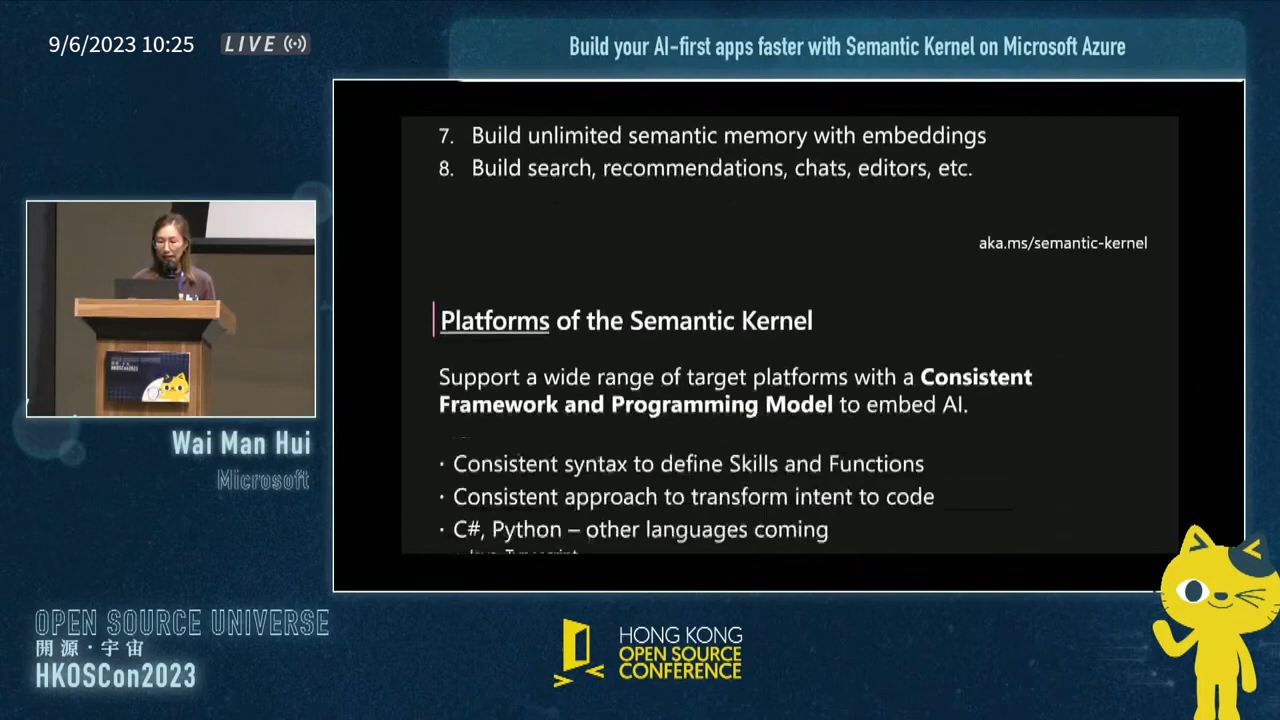 9/6/2023 10:25
LIVE
Build your AI-first apps faster with Semantic Kernel on Microsoft Azure
7. Build unlimited semantic memory with embeddings
8. Build search, recommendations, chats, editors, etc.
aka.ms/semantic-kernel
Platforms of the Semantic Kernel
Support a wide range of target platforms with a Consistent
Framework and Programming Model to embed AI.
· Consistent syntax to define Skills and Functions
· Consistent approach to transform intent to code
· C#, Python – other languages coming
Wai Man Hui
Microsoft
OPEN SOURCE UNIVERSE
開源·宇宙
HKOSCon2023
HONG KONG
OPEN SOURCE
CONFERENCE